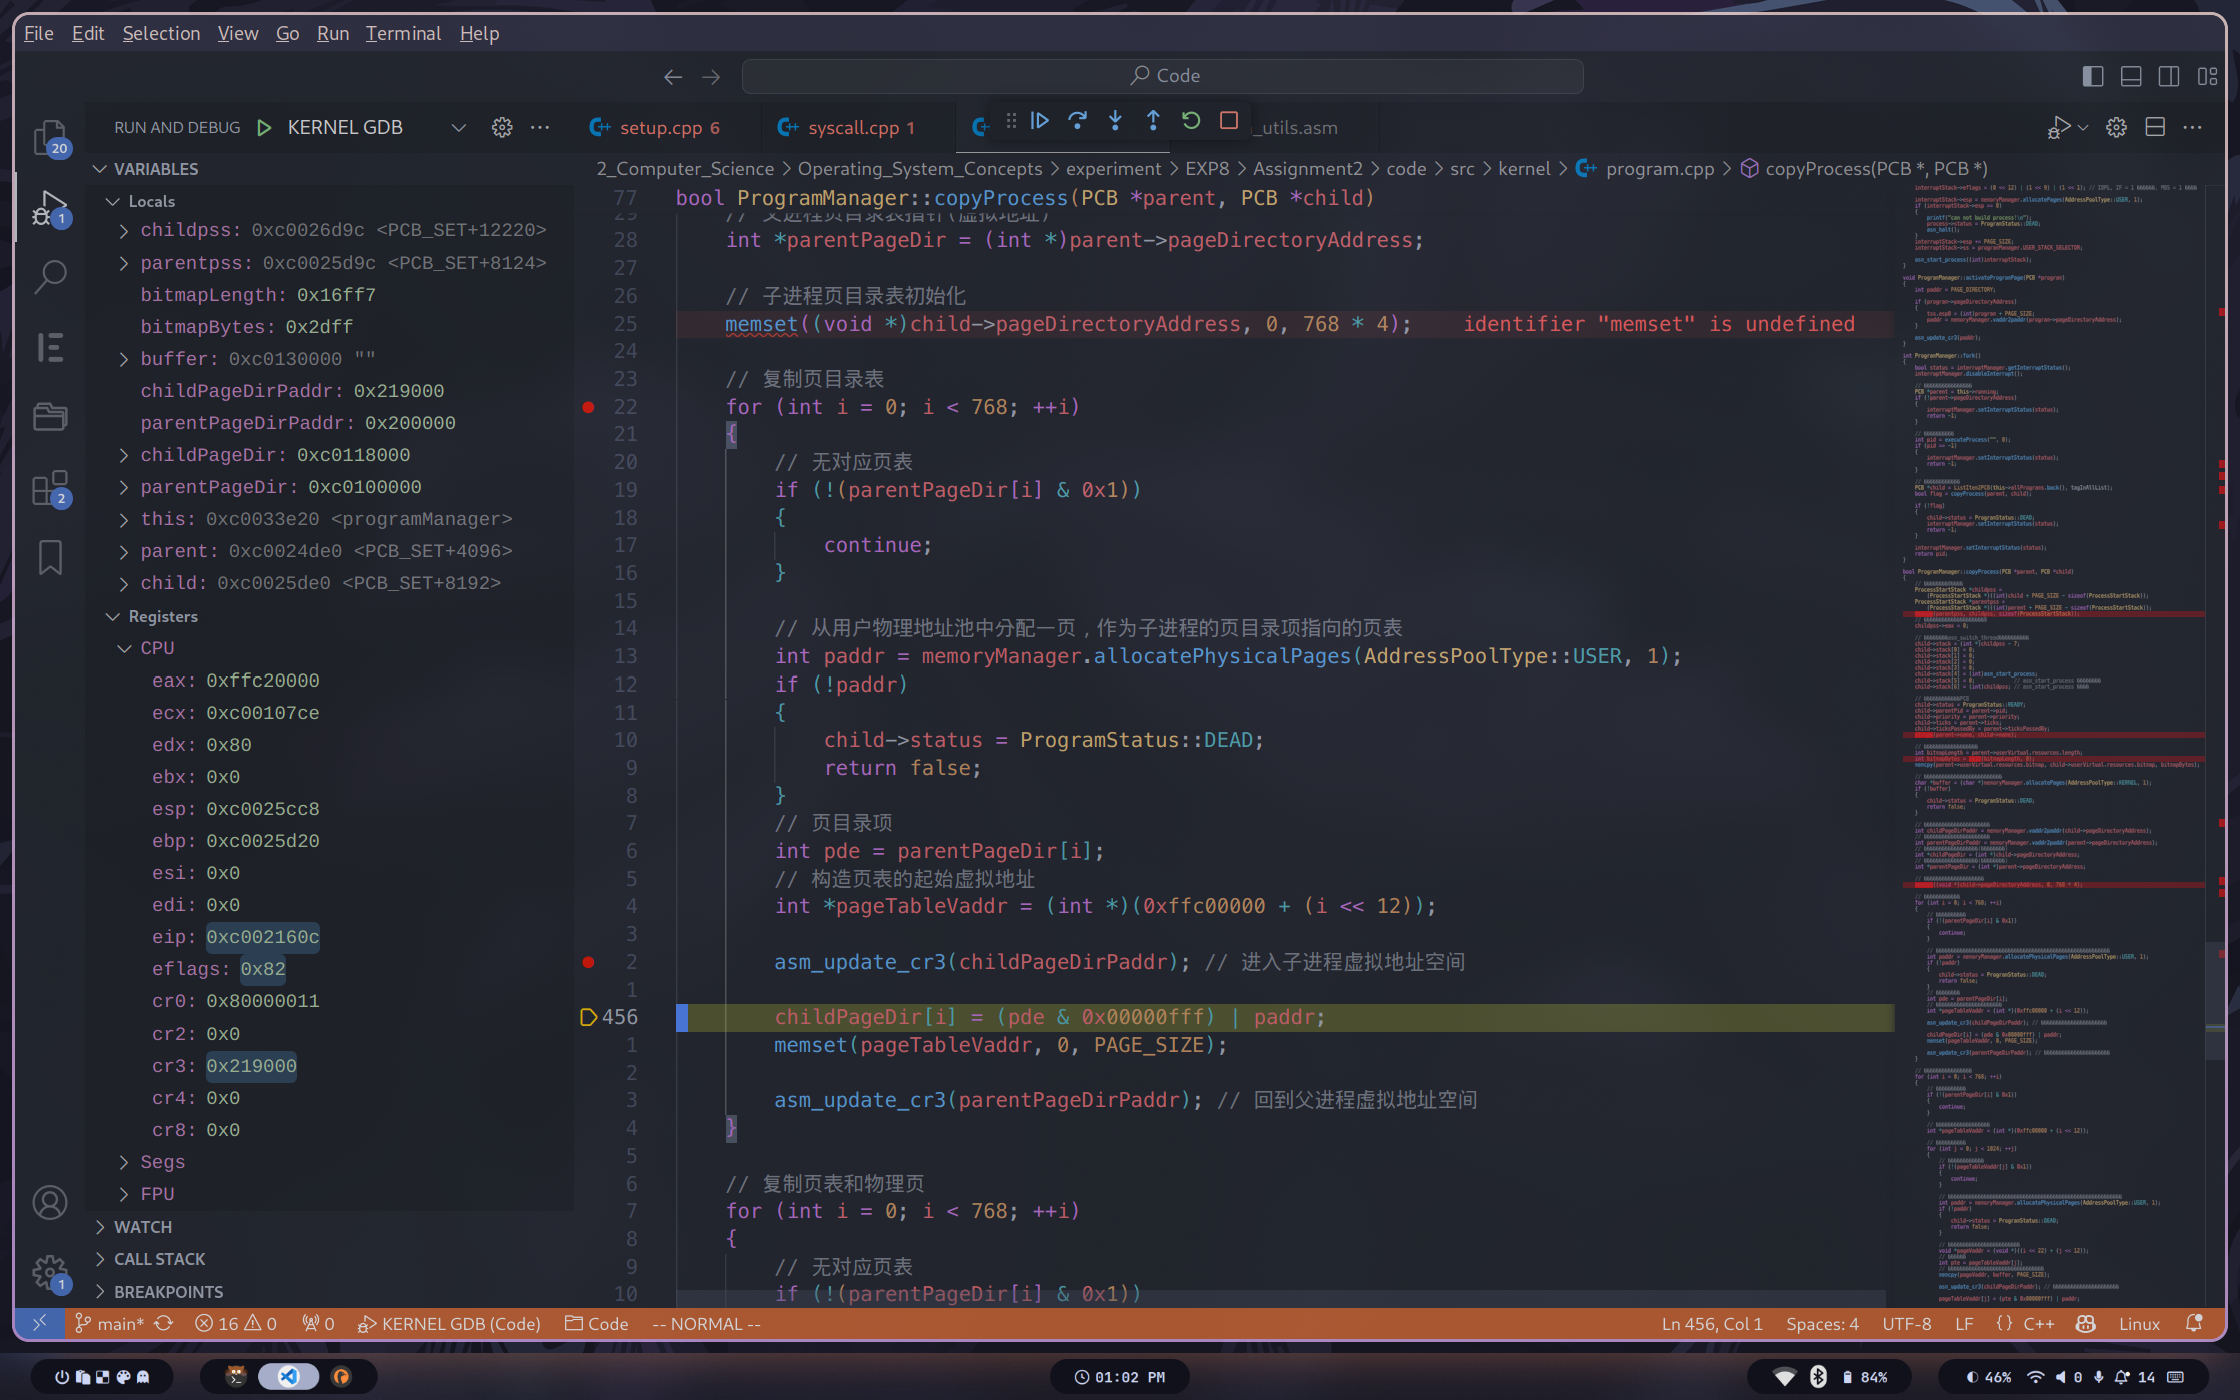 File Edit Selection View Go Run Terminal Help
Code
RUN AND DEBUG KERNEL GDB
setup.cpp 6 syscall.cpp 1 _utils.asm
2_Computer_Science > Operating_System_Concepts > experiment > EXP8 > Assignment2 > code > src > kernel > program.cpp > copyProcess(PCB *, PCB *)
20
1
2
1
VARIABLES
Locals
childpss: 0xc0026d9c <PCB_SET+12220>
parentpss: 0xc0025d9c <PCB_SET+8124>
bitmapLength: 0x16ff7
bitmapBytes: 0x2dff
buffer: 0xc0130000 ""
childPageDirPaddr: 0x219000
parentPageDirPaddr: 0x200000
childPageDir: 0xc0118000
parentPageDir: 0xc0100000
this: 0xc0033e20 <programManager>
parent: 0xc0024de0 <PCB_SET+4096>
child: 0xc0025de0 <PCB_SET+8192>
Registers
CPU
eax: 0xffc20000
ecx: 0xc00107ce
edx: 0x80
ebx: 0x0
esp: 0xc0025cc8
ebp: 0xc0025d20
esi: 0x0
edi: 0x0
eip: 0xc002160c
eflags: 0x82
cr0: 0x80000011
cr2: 0x0
cr3: 0x219000
cr4: 0x0
cr8: 0x0
Segs
FPU
WATCH
CALL STACK
BREAKPOINTS
77 bool ProgramManager::copyProcess(PCB *parent, PCB *child)
29 // 父进程页目录表指针(虚拟地址)
28 int *parentPageDir = (int *)parent->pageDirectoryAddress;
27
26 // 子进程页目录表初始化
25 memset((void *)child->pageDirectoryAddress, 0, 768 * 4); identifier "memset" is undefined
24
23 // 复制页目录表
22 for (int i = 0; i < 768; ++i)
21 {
20 // 无对应页表
19 if (!(parentPageDir[i] & 0x1))
18 {
17 continue;
16 }
15
14 // 从用户物理地址池中分配一页，作为子进程的页目录项指向的页表
13 int paddr = memoryManager.allocatePhysicalPages(AddressPoolType::USER, 1);
12 if (!paddr)
11 {
10 child->status = ProgramStatus::DEAD;
9 return false;
8 }
7 // 页目录项
6 int pde = parentPageDir[i];
5 // 构造页表的起始虚拟地址
4 int *pageTableVaddr = (int *)(0xffc00000 + (i << 12));
3
2 asm_update_cr3(childPageDirPaddr); // 进入子进程虚拟地址空间
1
456 childPageDir[i] = (pde & 0x00000fff) | paddr;
1 memset(pageTableVaddr, 0, PAGE_SIZE);
2
3 asm_update_cr3(parentPageDirPaddr); // 回到父进程虚拟地址空间
4 }
5
6 // 复制页表和物理页
7 for (int i = 0; i < 768; ++i)
8 {
9 // 无对应页表
10 if (!(parentPageDir[i] & 0x1))
main* 16 0 0 KERNEL GDB (Code) Code -- NORMAL -- Ln 456, Col 1 Spaces: 4 UTF-8 LF {} C++ Linux
01:02 PM 84% 46% 0 14